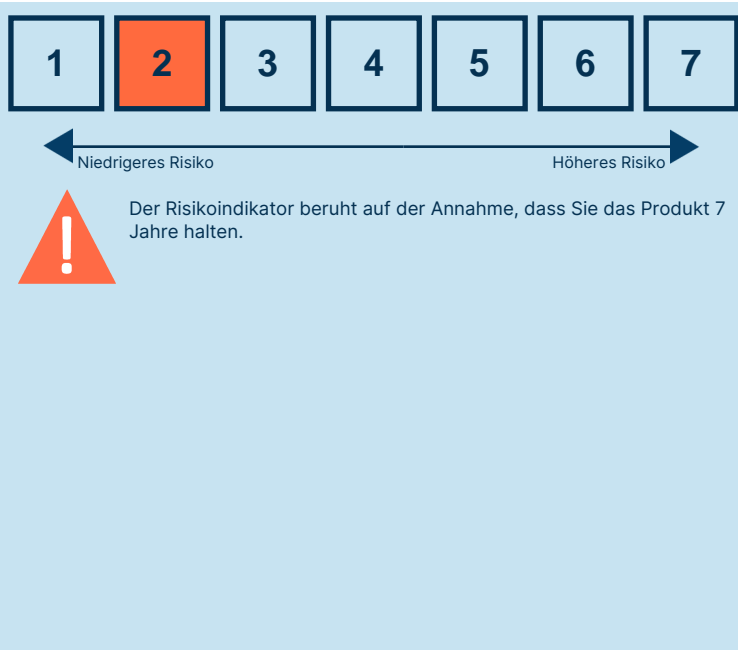 1 2 3 4 5 6 7
Niedrigeres Risiko Höheres Risiko
!
Der Risikoindikator beruht auf der Annahme, dass Sie das Produkt 7
Jahre halten.